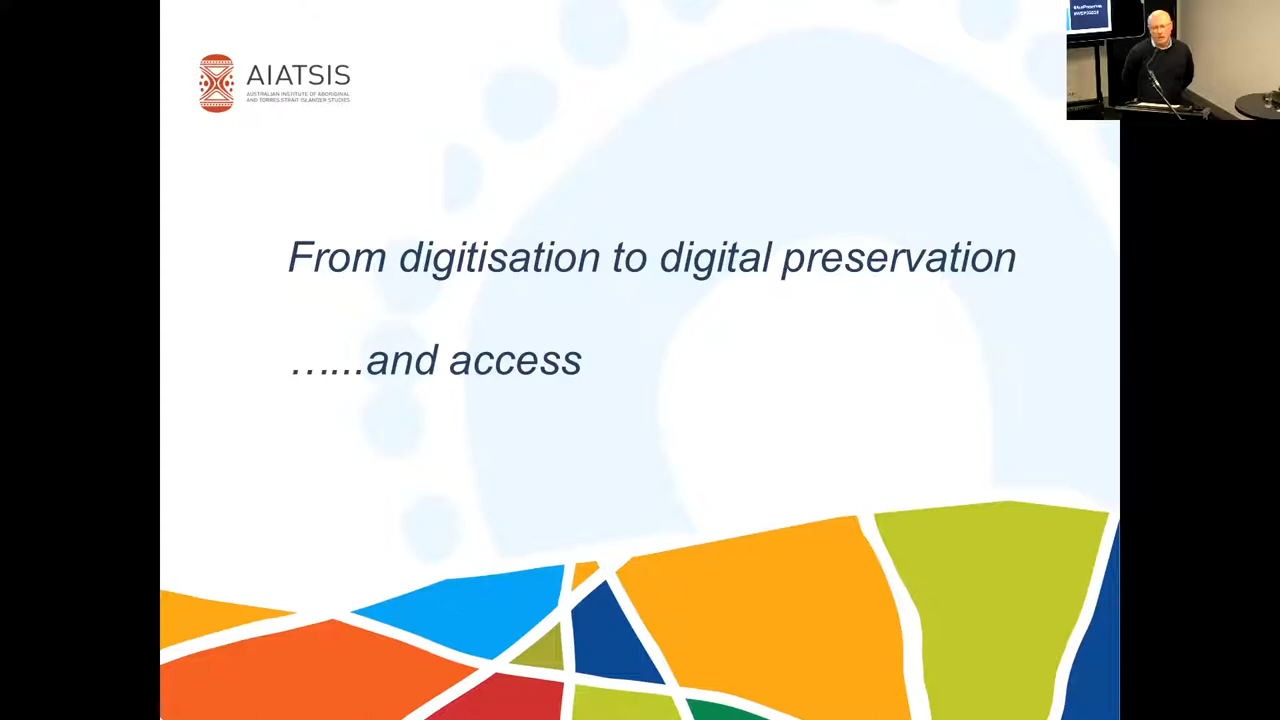 AIATSIS
AUSTRALIAN INSTITUTE OF ABORIGINAL
AND TORRES STRAIT ISLANDER STUDIES
From digitisation to digital preservation
…...and access